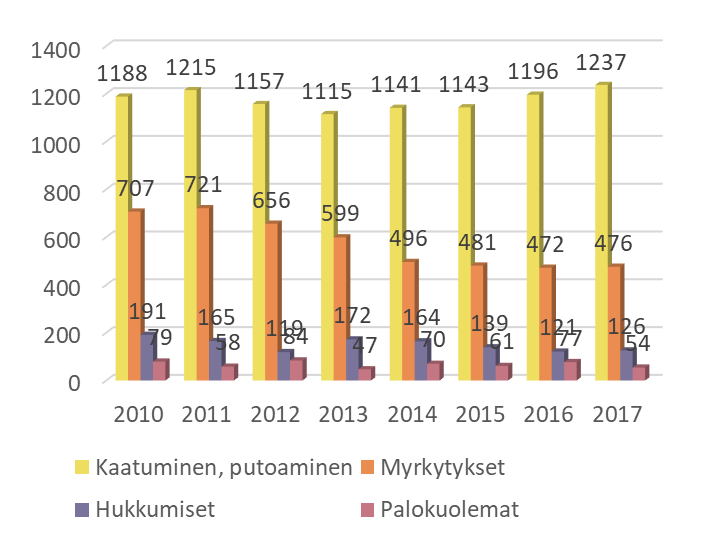 1400
1200
1000
800
600
400
200
0
1188 1215 1157 1115 1141 1143 1196 1237
707 721 656 599 496 481 472 476
191 165 119 172 164 139 121 126
79 58 84 47 70 61 77 54
2010 2011 2012 2013 2014 2015 2016 2017
Kaatuminen, putoaminen Myrkytykset
Hukkumiset Palokuolemat